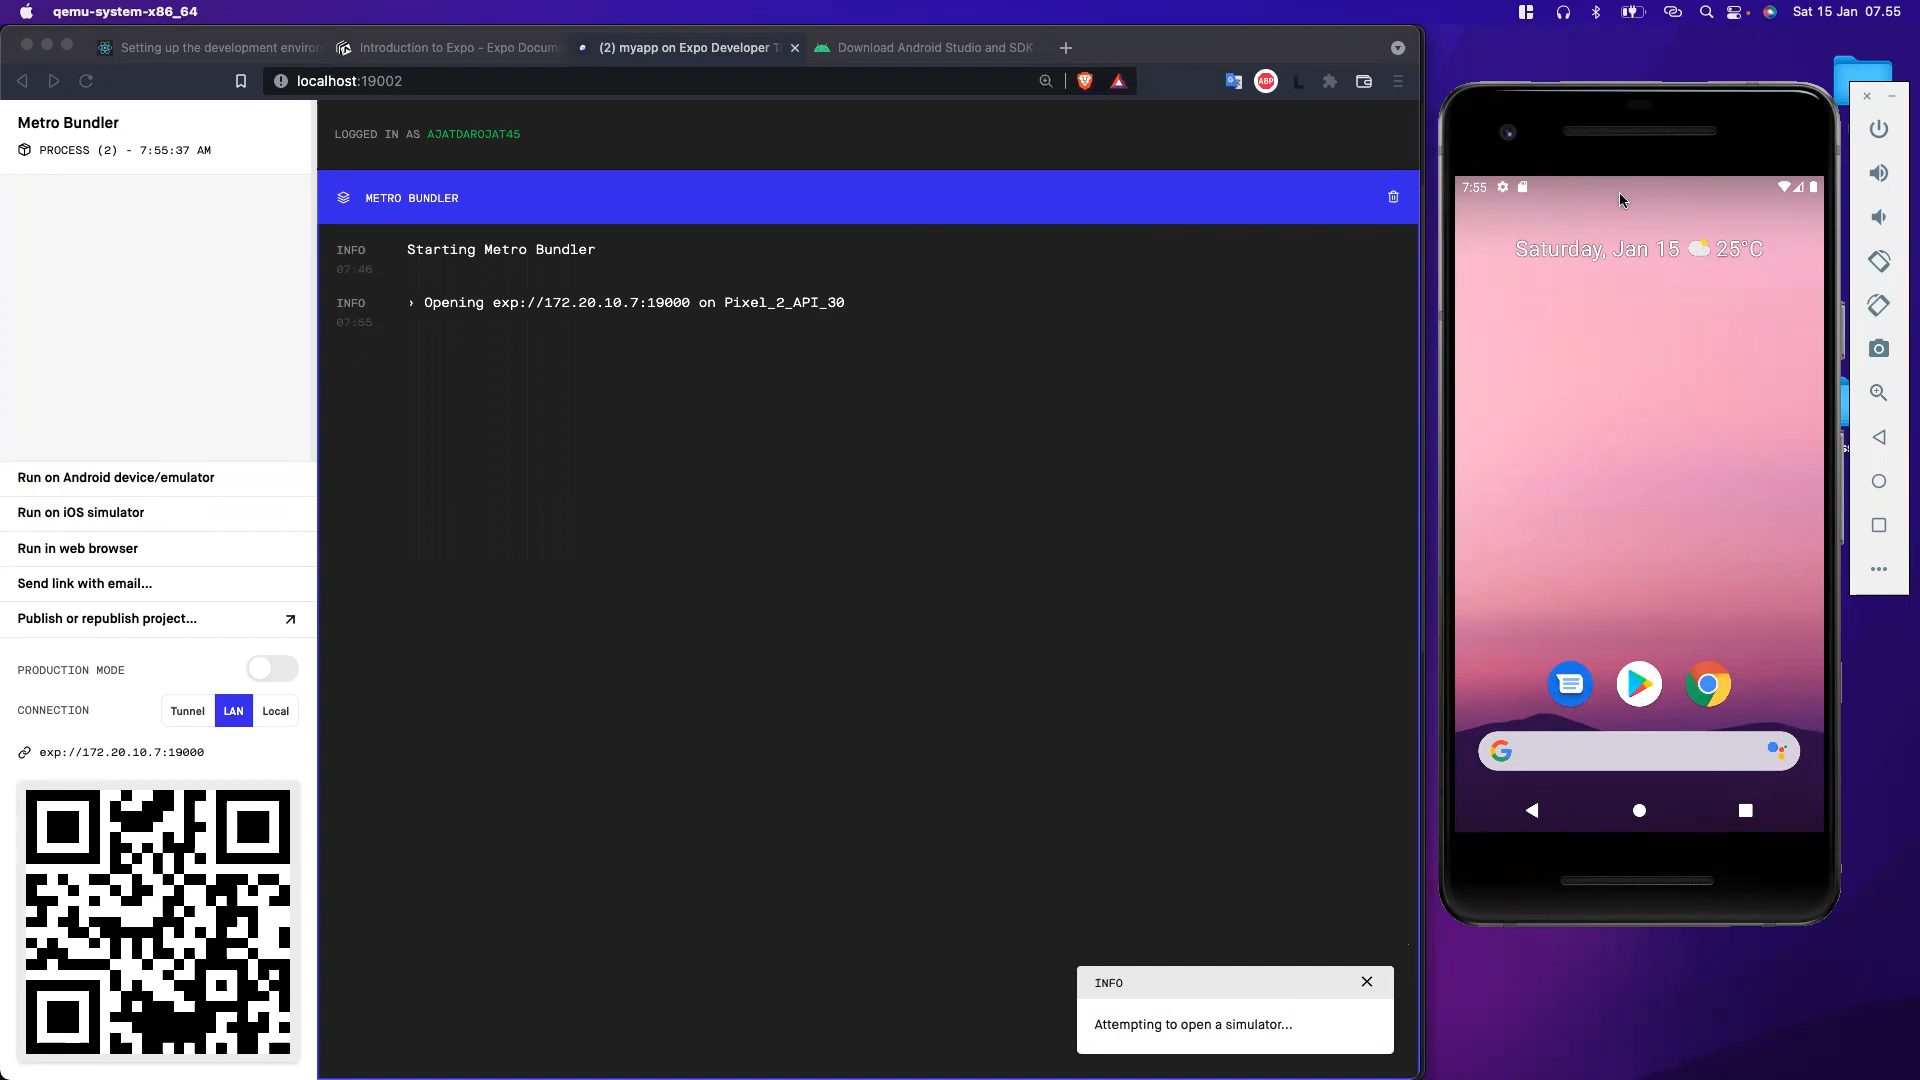 qemu-system-x86_64
Sat 15 Jan 07.55
Setting up the development environ
Introduction to Expo – Expo Docum
(2) myapp on Expo Developer T
Download Android Studio and SDK
localhost:19002
ABP
L
Metro Bundler
PROCESS (2) - 7:55:37 AM
LOGGED IN AS AJATDAROJAT45
METRO BUNDLER
INFO
Starting Metro Bundler
07:46
INFO
› Opening exp://172.20.10.7:19000 on Pixel_2_API_30
07:55
Run on Android device/emulator
Run on iOS simulator
Run in web browser
Send link with email...
Publish or republish project...
PRODUCTION MODE
CONNECTION
Tunnel
LAN
Local
exp://172.20.10.7:19000
INFO
Attempting to open a simulator...
7:55
Saturday, Jan 15 25°C